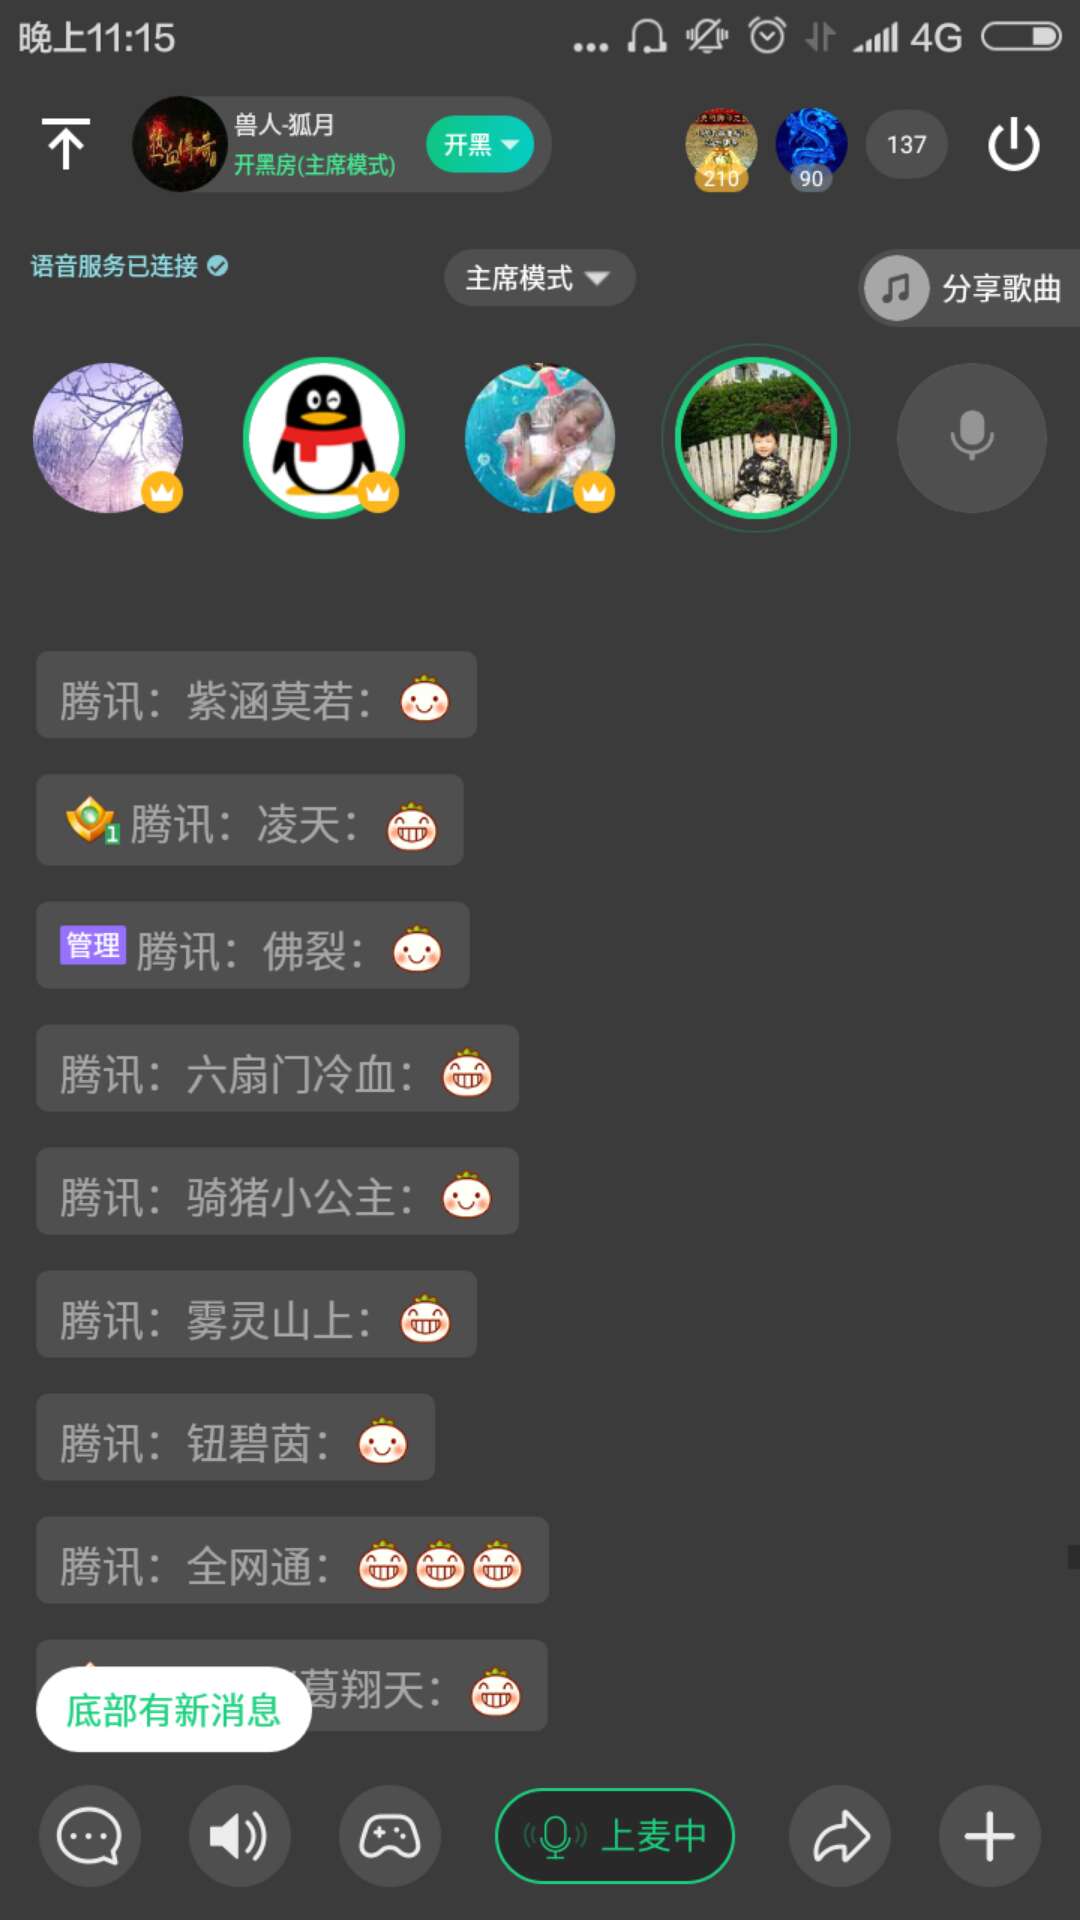 晚上11:15
4G
热血传奇
兽人-狐月
开黑房(主席模式)
开黑
210
90
137
语音服务已连接
主席模式
分享歌曲
腾讯：紫涵莫若：
1 腾讯：凌天：
管理 腾讯：佛裂：
腾讯：六扇门冷血：
腾讯：骑猪小公主：
腾讯：雾灵山上：
腾讯：钮碧茵：
腾讯：全网通：
葛翔天：
底部有新消息
上麦中